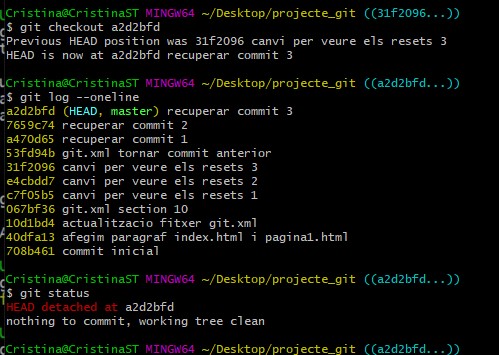 Cristina@CristinaST MINGW64 ~/Desktop/projecte_git ((31f2096...))
$ git checkout a2d2bfd
Previous HEAD position was 31f2096 canvi per veure els resets 3
HEAD is now at a2d2bfd recuperar commit 3
Cristina@CristinaST MINGW64 ~/Desktop/projecte_git ((a2d2bfd...))
$ git log --oneline
a2d2bfd (HEAD, master) recuperar commit 3
7659c74 recuperar commit 2
a470d65 recuperar commit 1
53fd94b git.xml tornar commit anterior
31f2096 canvi per veure els resets 3
e4cbdd7 canvi per veure els resets 2
c7f05b5 canvi per veure els resets 1
067bf36 git.xml section 10
10d1bd4 actualitzacio fitxer git.xml
40dfa13 afegim paragraf index.html i pagina1.html
708b461 commit inicial
Cristina@CristinaST MINGW64 ~/Desktop/projecte_git ((a2d2bfd...))
$ git status
HEAD detached at a2d2bfd
nothing to commit, working tree clean
Cristina@CristinaST MINGW64 ~/Desktop/projecte_git ((a2d2bfd...))